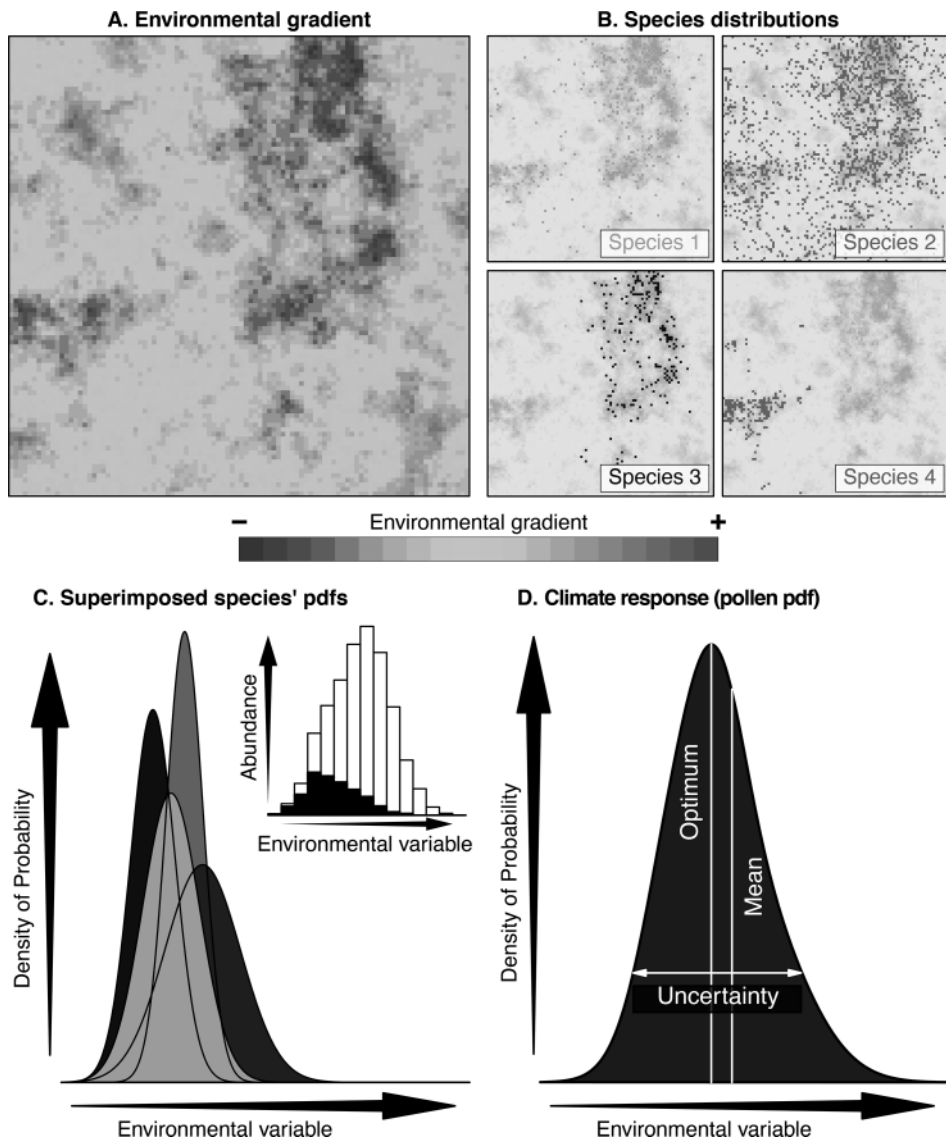 A. Environmental gradient
B. Species distributions
Species 1
Species 2
Species 3
Species 4
− Environmental gradient +
C. Superimposed species' pdfs
D. Climate response (pollen pdf)
Density of Probability
Abundance
Environmental variable
Environmental variable
Density of Probability
Optimum
Mean
Uncertainty
Environmental variable